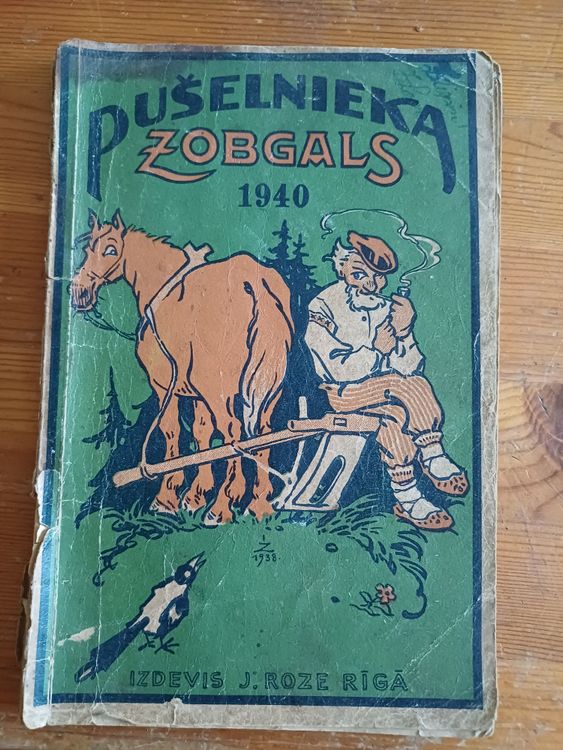 PUŠELNIEKA
ZOBGALS
1940
Ž
1938.
IZDEVIS J. ROZE RĪGĀ